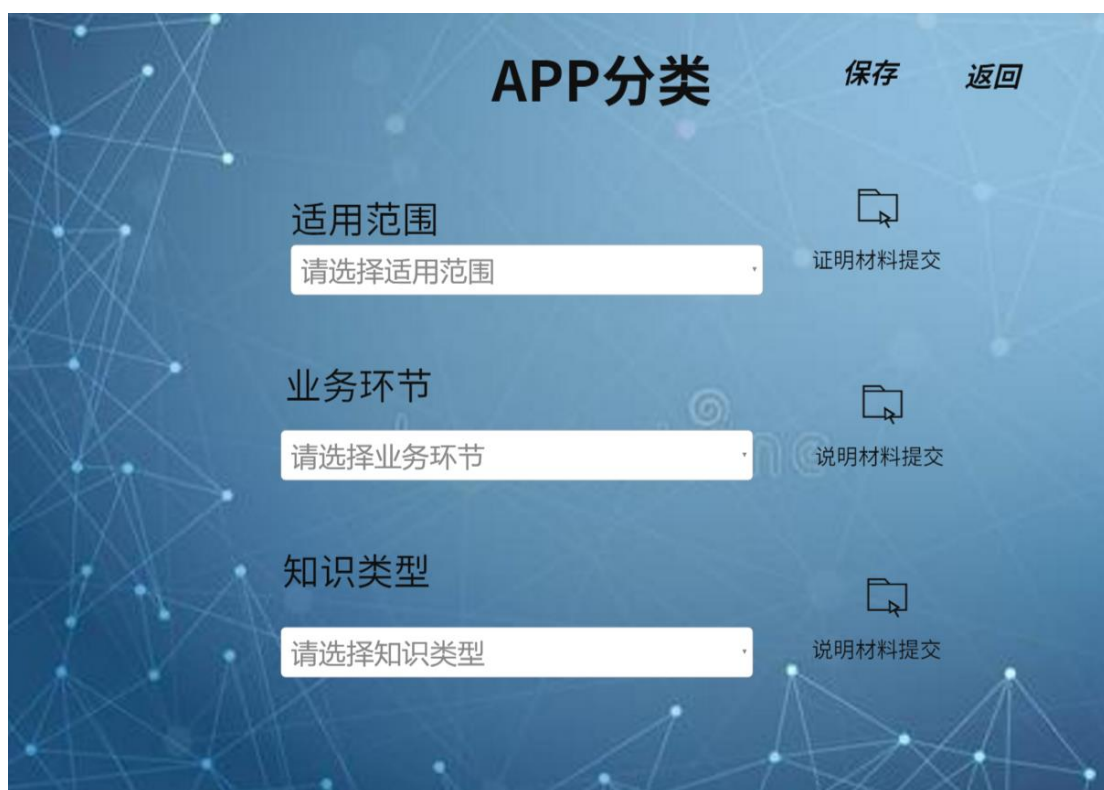 APP分类
保存
返回
适用范围
请选择适用范围
证明材料提交
业务环节
请选择业务环节
说明材料提交
知识类型
请选择知识类型
说明材料提交